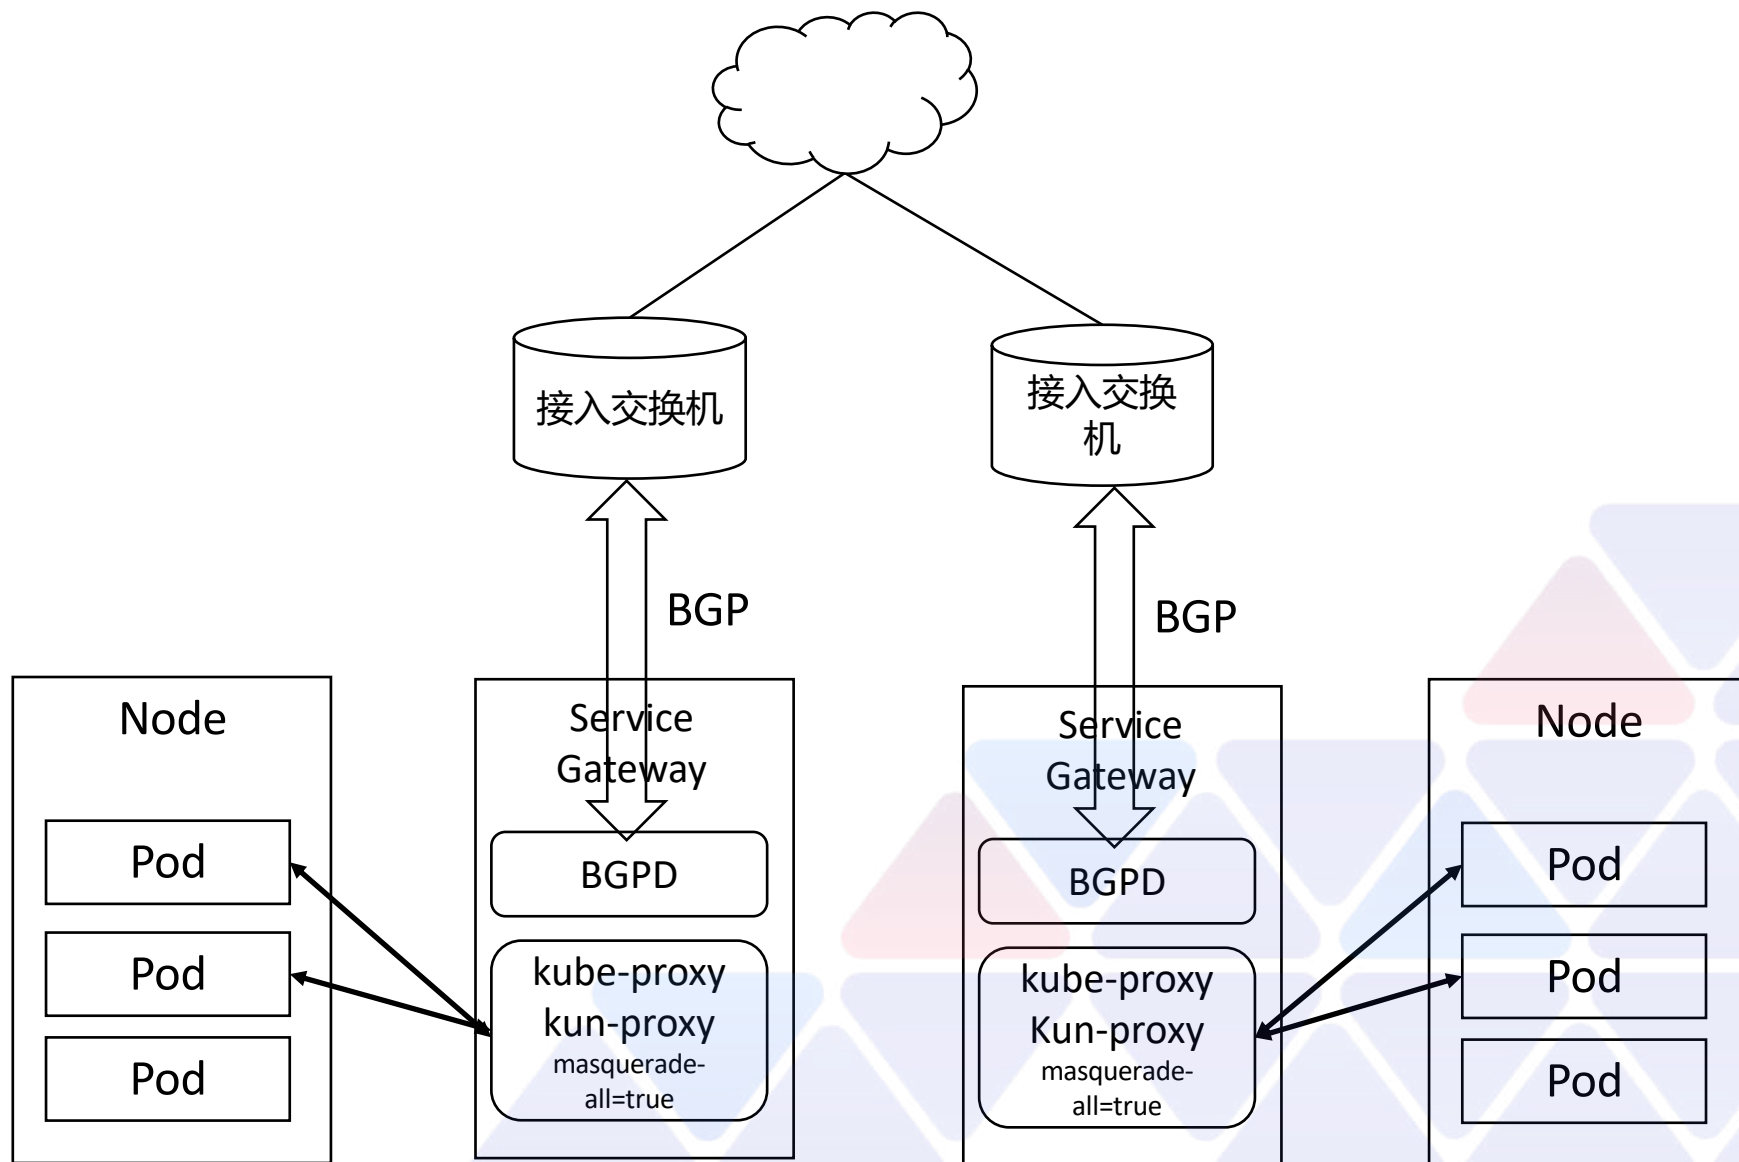 接入交换机
接入交换
机
BGP
BGP
Node
Pod
Pod
Pod
Service
Gateway
BGPD
kube-proxy
kun-proxy
masquerade-
all=true
Service
Gateway
BGPD
kube-proxy
Kun-proxy
masquerade-
all=true
Node
Pod
Pod
Pod